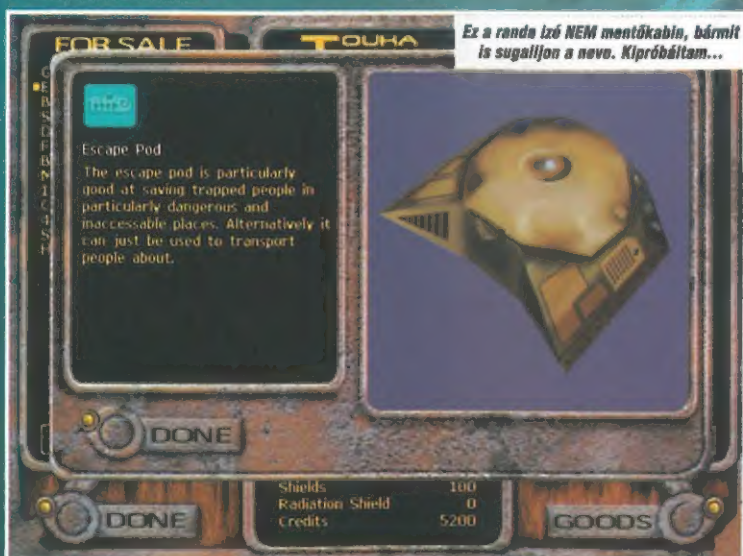 Ez a randa izé NEM mentőkabin, bármit
is sugalljon a neve. Kipróbáltam...
FOR SALE
TOUKA
info
Escape Pod
The escape pod is particularly
good at saving trapped people in
particularly dangerous and
inaccessable places. Alternatively it
can just be used to transport
people about.
DONE
Shields 100
Radiation Shield 0
Credits 5200
DONE
GOODS